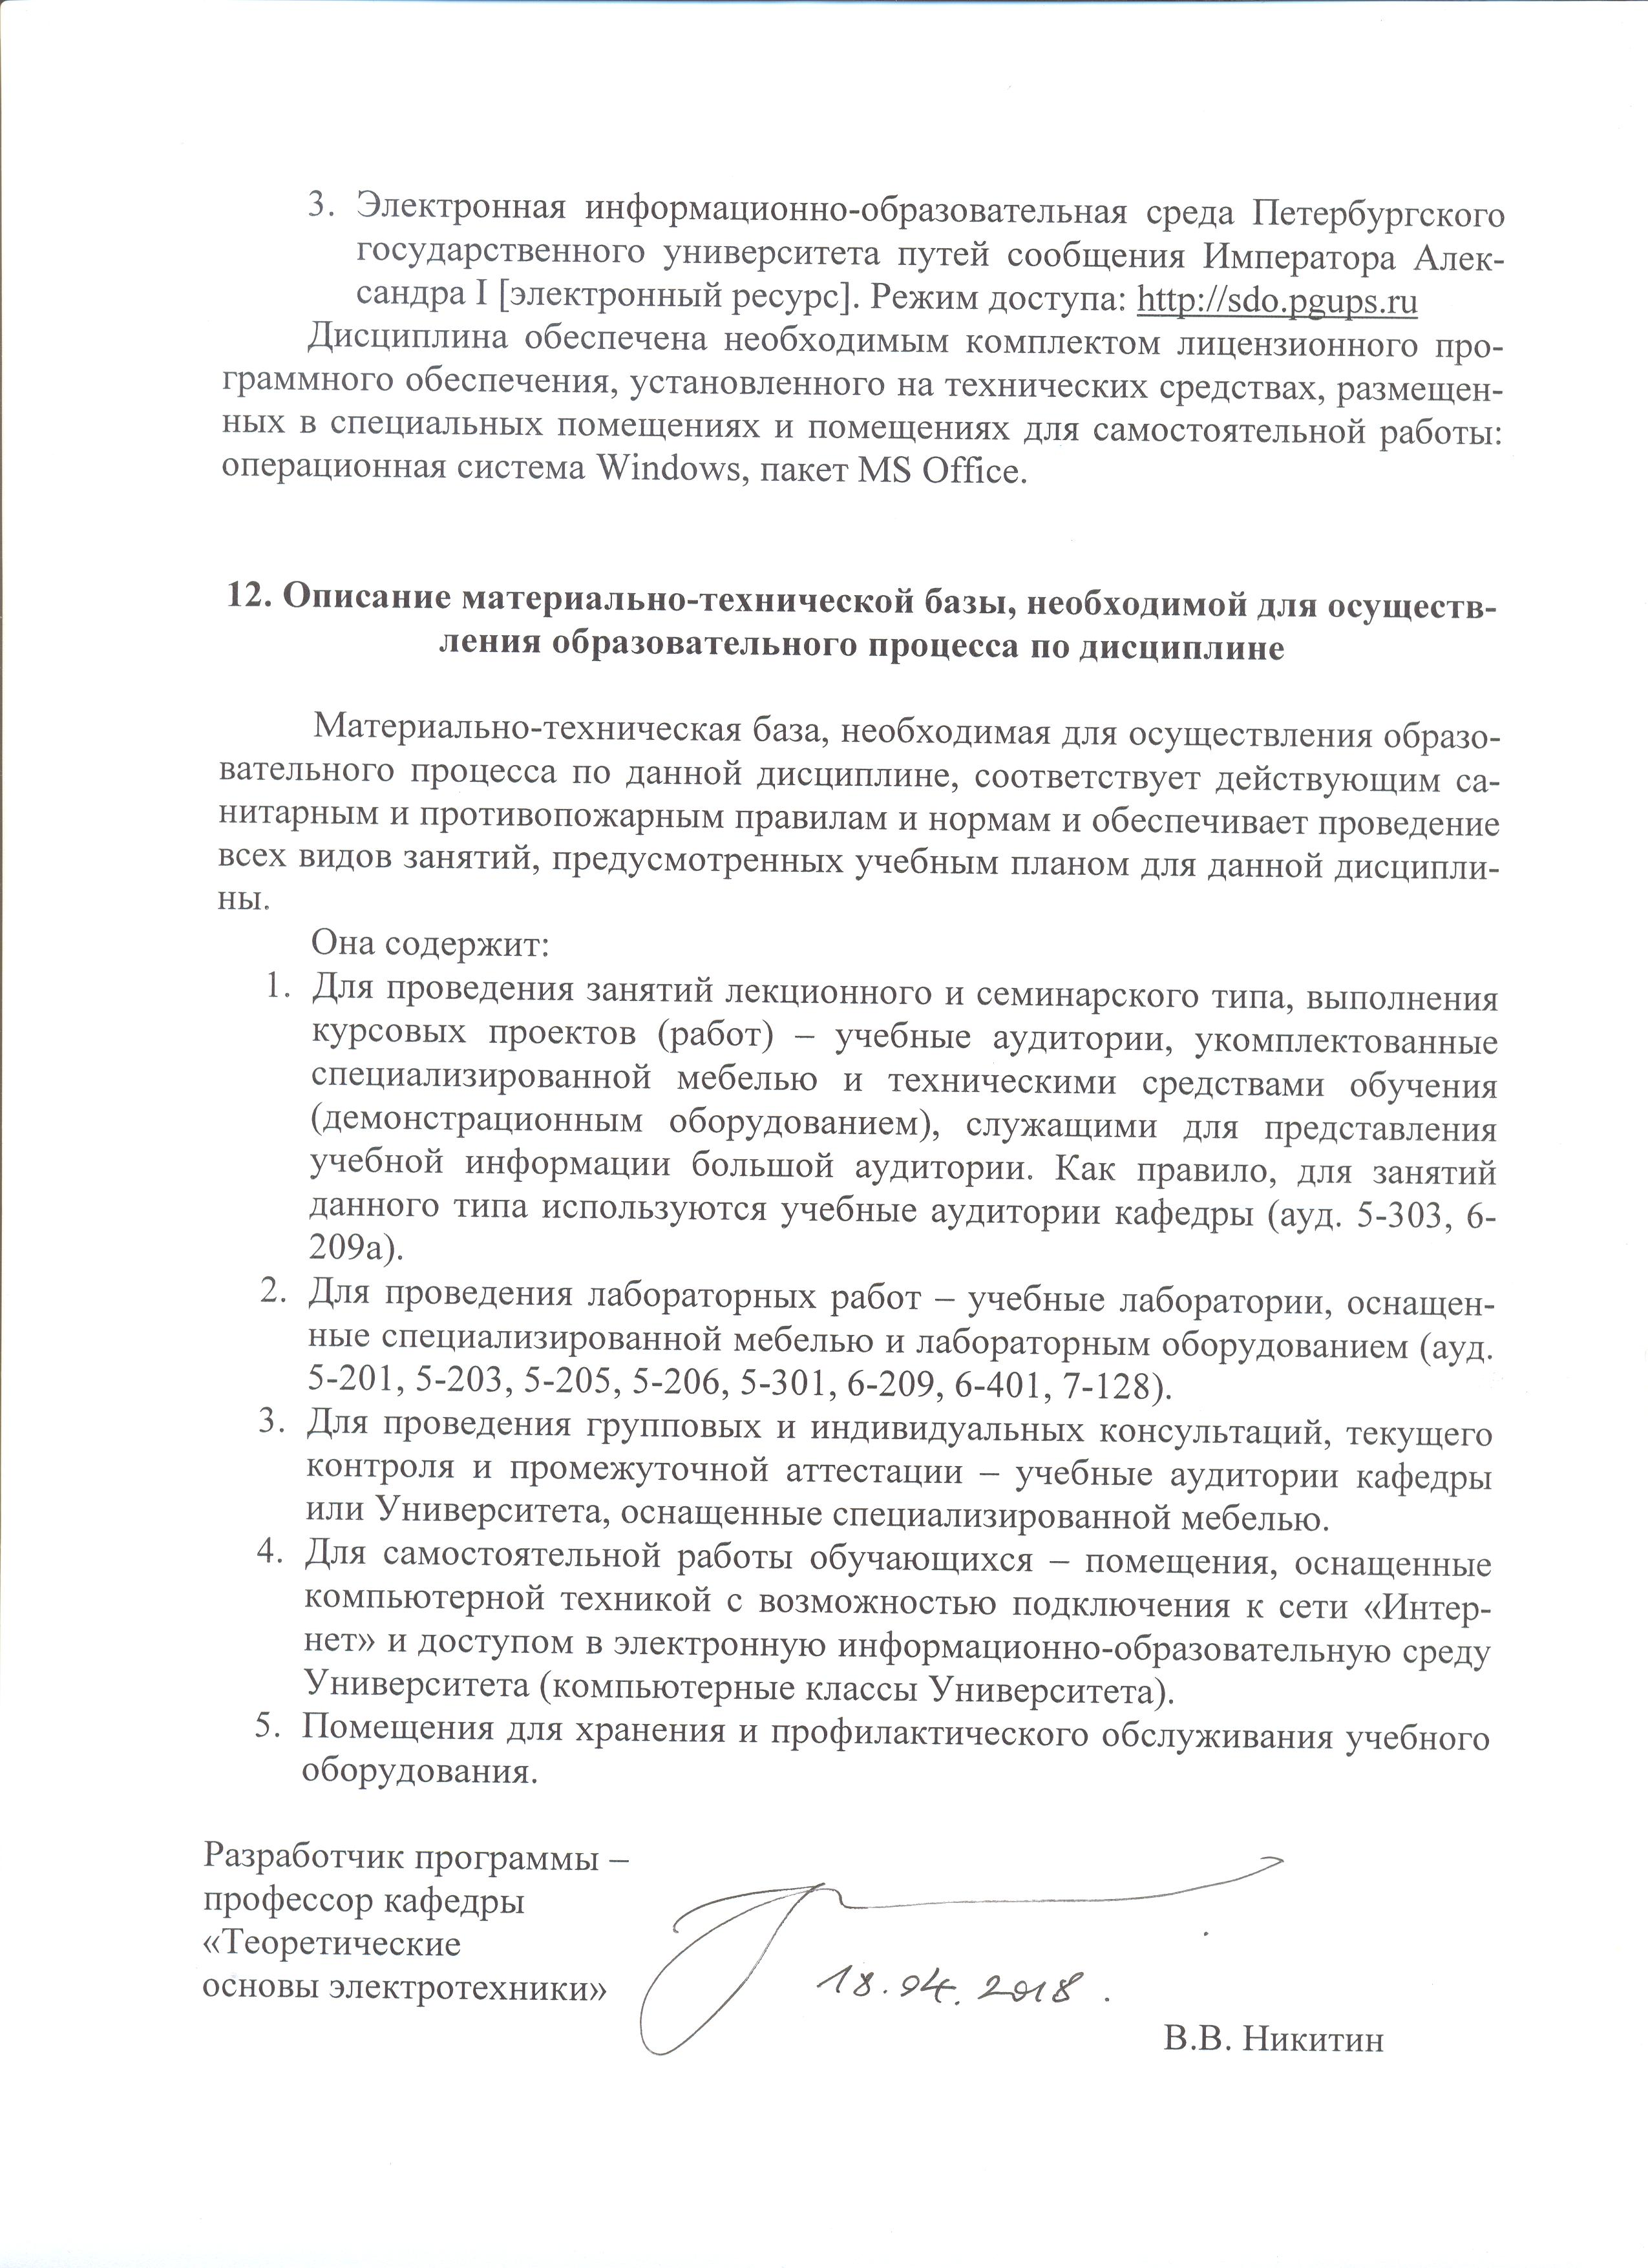 3. Электронная информационно-образовательная среда Петербургского
государственного университета путей сообщения Императора Алек-
сандра I [электронный ресурс]. Режим доступа: http://sdo.pgups.ru
Дисциплина обеспечена необходимым комплектом лицензионного про-
граммного обеспечения, установленного на технических средствах, размещен-
ных в специальных помещениях и помещениях для самостоятельной работы:
операционная система Windows, пакет MS Office.
12. Описание материально-технической базы, необходимой для осуществ-
ления образовательного процесса по дисциплине
Материально-техническая база, необходимая для осуществления образо-
вательного процесса по данной дисциплине, соответствует действующим са-
нитарным и противопожарным правилам и нормам и обеспечивает проведение
всех видов занятий, предусмотренных учебным планом для данной дисципли-
ны.
Она содержит:
1. Для проведения занятий лекционного и семинарского типа, выполнения
курсовых проектов (работ) – учебные аудитории, укомплектованные
специализированной мебелью и техническими средствами обучения
(демонстрационным оборудованием), служащими для представления
учебной информации большой аудитории. Как правило, для занятий
данного типа используются учебные аудитории кафедры (ауд. 5-303, 6-
209а).
2. Для проведения лабораторных работ – учебные лаборатории, оснащен-
ные специализированной мебелью и лабораторным оборудованием (ауд.
5-201, 5-203, 5-205, 5-206, 5-301, 6-209, 6-401, 7-128).
3. Для проведения групповых и индивидуальных консультаций, текущего
контроля и промежуточной аттестации – учебные аудитории кафедры
или Университета, оснащенные специализированной мебелью.
4. Для самостоятельной работы обучающихся – помещения, оснащенные
компьютерной техникой с возможностью подключения к сети «Интер-
нет» и доступом в электронную информационно-образовательную среду
Университета (компьютерные классы Университета).
5. Помещения для хранения и профилактического обслуживания учебного
оборудования.
Разработчик программы –
профессор кафедры
«Теоретические
основы электротехники»
18.04.2018.
В.В. Никитин